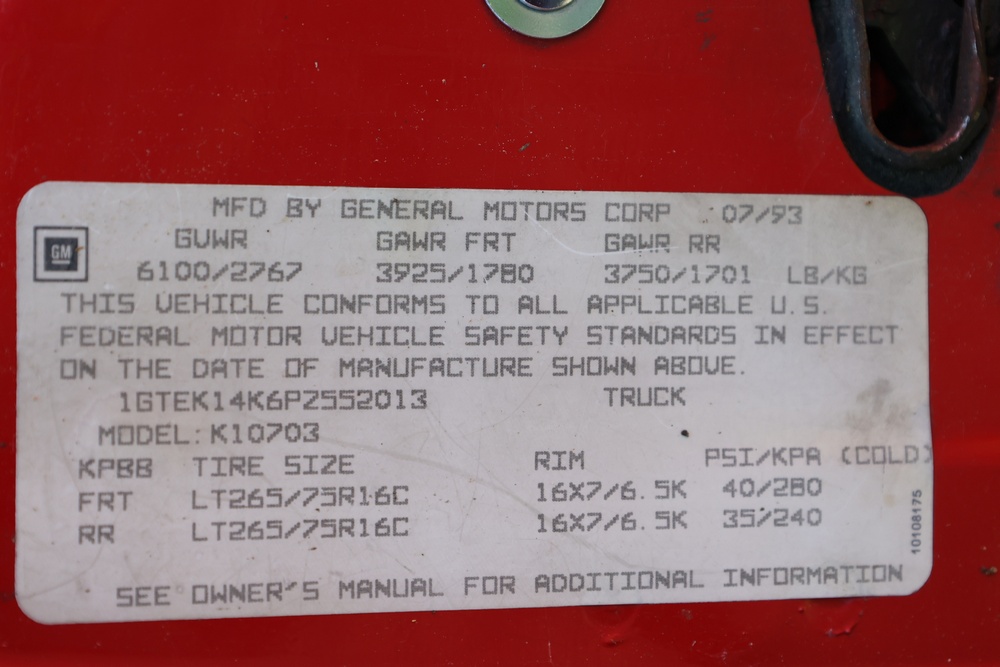 MFD BY GENERAL MOTORS CORP 07/93
GM
GVWR GAWR FRT GAWR RR
6100/2767 3925/1780 3750/1701 LB/KG
THIS VEHICLE CONFORMS TO ALL APPLICABLE U.S.
FEDERAL MOTOR VEHICLE SAFETY STANDARDS IN EFFECT
ON THE DATE OF MANUFACTURE SHOWN ABOVE.
1GTEK14K6PZ552013 TRUCK
MODEL: K10703
KPBB TIRE SIZE RIM PSI/KPA (COLD)
FRT LT265/75R16C 16X7/6.5K 40/280
RR LT265/75R16C 16X7/6.5K 35/240
10108175
SEE OWNER'S MANUAL FOR ADDITIONAL INFORMATION